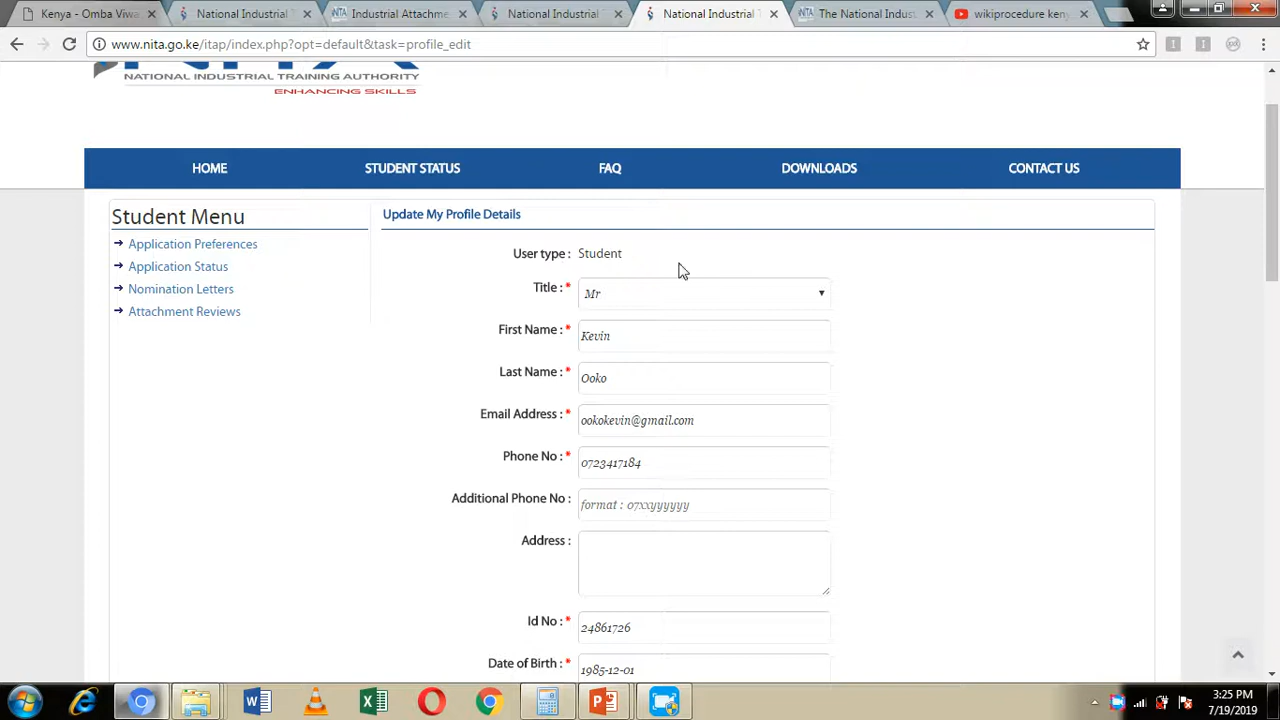 Kenya - Omba Viwa
National Industrial T
Industrial Attachme
National Industrial
National Industrial T
The National Indus
wikiprocedure ken
www.nita.go.ke/itap/index.php?opt=default&task=profile_edit
NATIONAL INDUSTRIAL TRAINING AUTHORITY
ENHANCING SKILLS
HOME
STUDENT STATUS
FAQ
DOWNLOADS
CONTACT US
Student Menu
Application Preferences
Application Status
Nomination Letters
Attachment Reviews
Update My Profile Details
User type : Student
Title : * Mr
First Name : * Kevin
Last Name : * Ooko
Email Address : * ookokevin@gmail.com
Phone No : * 0723417184
Additional Phone No : format : 07xxyyyyyy
Address :
Id No : * 24861726
Date of Birth : * 1985-12-01
3:25 PM
7/19/2019